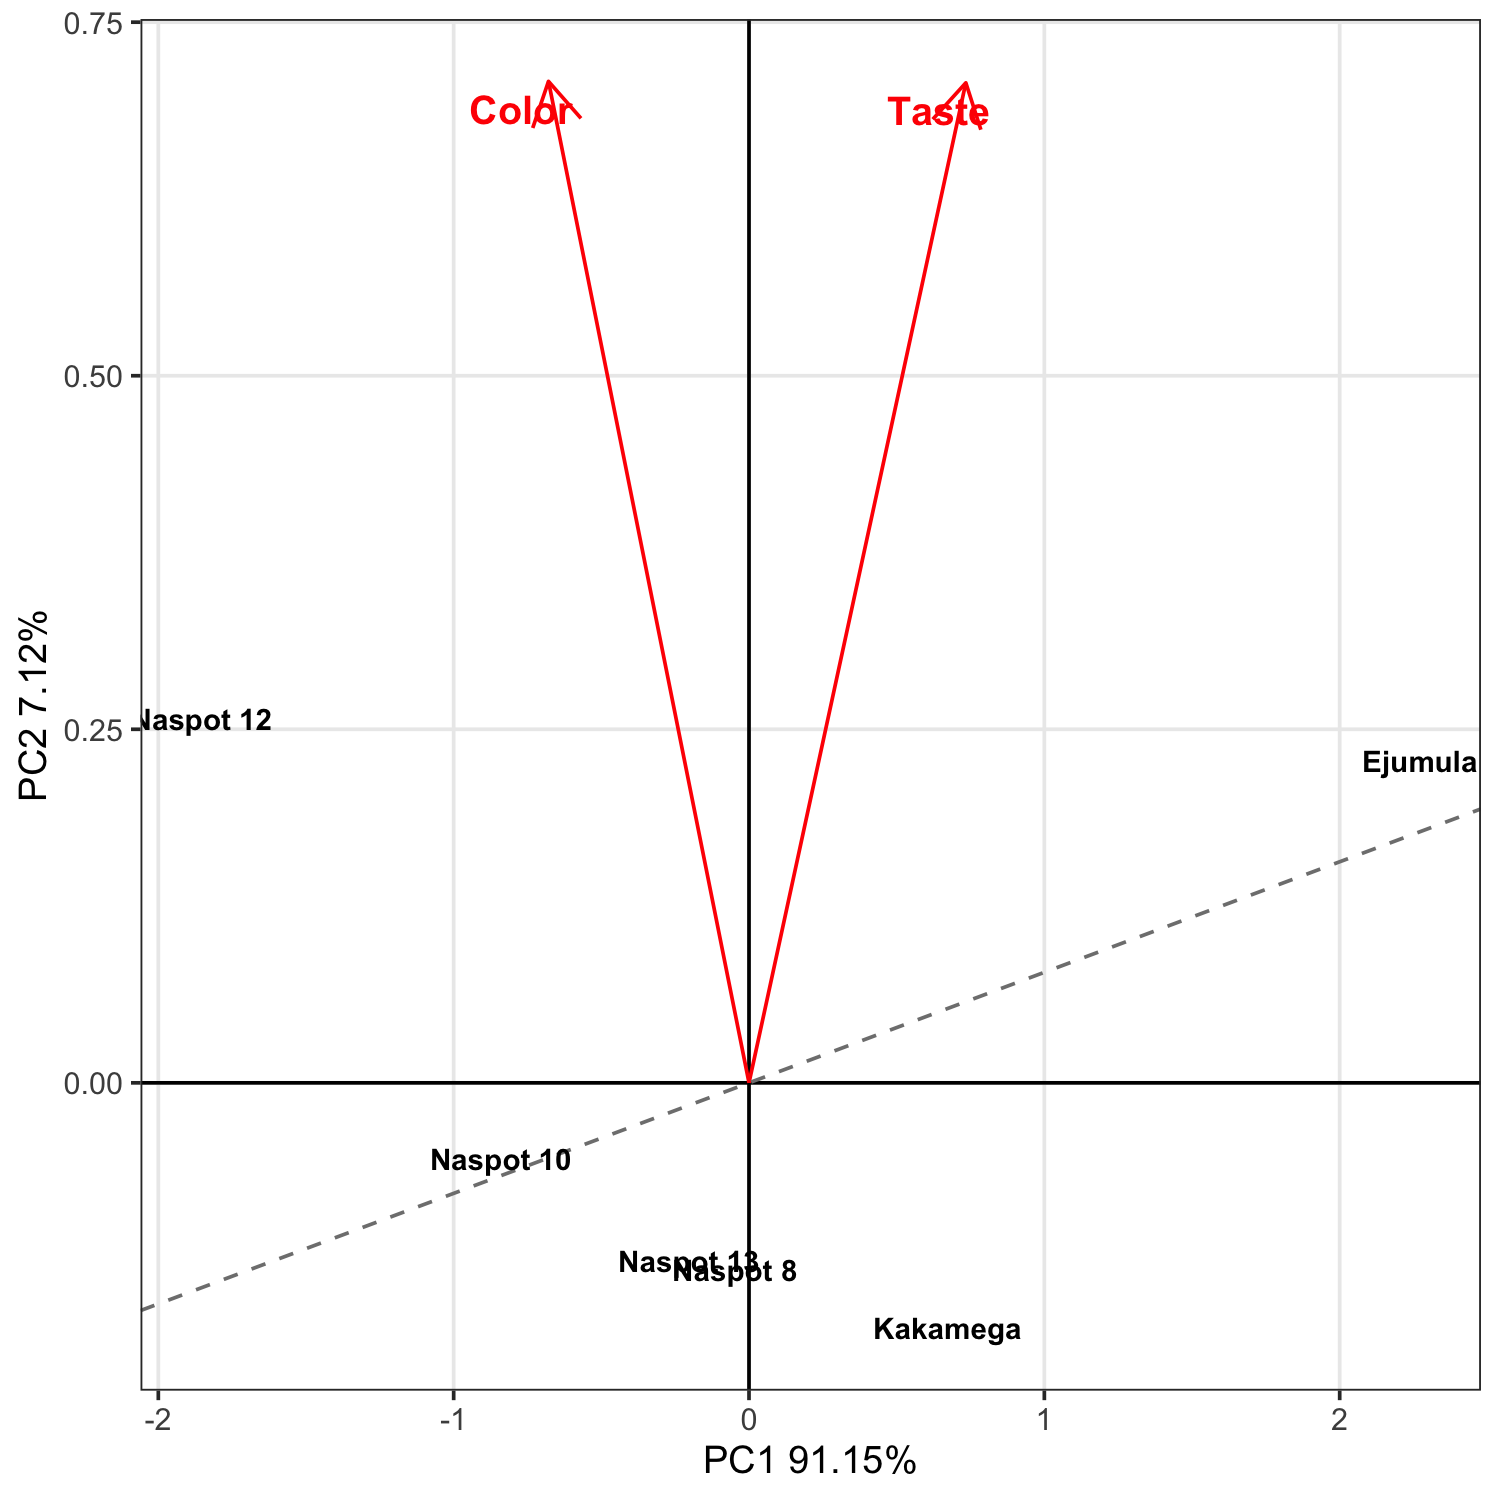 0.75
Color
Taste
0.50
PC2 7.12%
Naspot 12
0.25
Ejumula
0.00
Naspot 10
Naspot 13
Naspot 8
Kakamega
-2
-1
0
1
2
PC1 91.15%